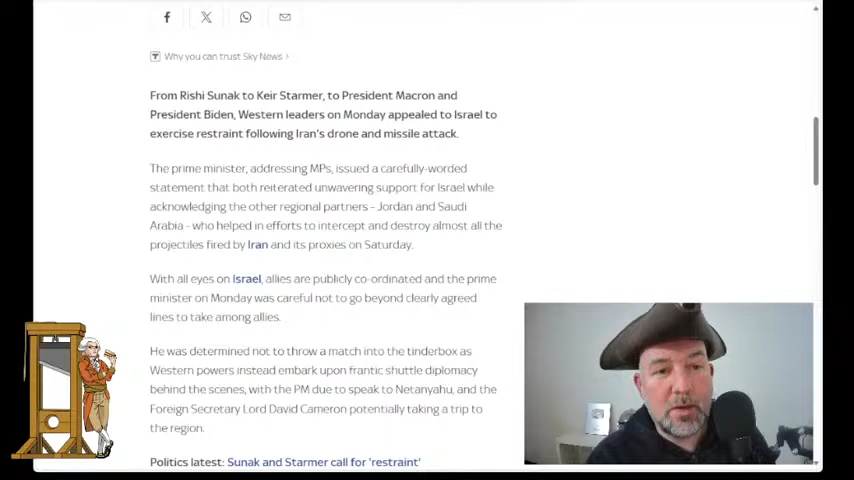 Why you can trust Sky News >
From Rishi Sunak to Keir Starmer, to President Macron and
President Biden, Western leaders on Monday appealed to Israel to
exercise restraint following Iran's drone and missile attack.
The prime minister, addressing MPs, issued a carefully-worded
statement that both reiterated unwavering support for Israel while
acknowledging the other regional partners - Jordan and Saudi
Arabia - who helped in efforts to intercept and destroy almost all the
projectiles fired by Iran and its proxies on Saturday.
With all eyes on Israel, allies are publicly co-ordinated and the prime
minister on Monday was careful not to go beyond clearly agreed
lines to take among allies.
He was determined not to throw a match into the tinderbox as
Western powers instead embark upon frantic shuttle diplomacy
behind the scenes, with the PM due to speak to Netanyahu, and the
Foreign Secretary Lord David Cameron potentially taking a trip to
the region.
Politics latest: Sunak and Starmer call for 'restraint'